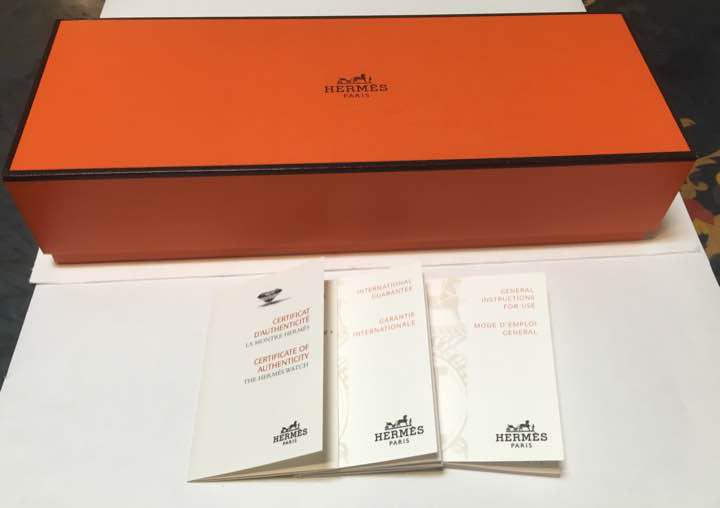 HERMÈS
PARIS
CERTIFICAT
D'AUTHENTICITÉ
LA MONTRE HERMÈS
CERTIFICATE OF
AUTHENTICITY
THE HERMÈS WATCH
HERMÈS
PARIS
INTERNATIONAL
GUARANTEE
GARANTIE
INTERNATIONALE
HERMÈS
PARIS
GENERAL
INSTRUCTIONS
FOR USE
MODE D'EMPLOI
GENERAL
HERMÈS
PARIS